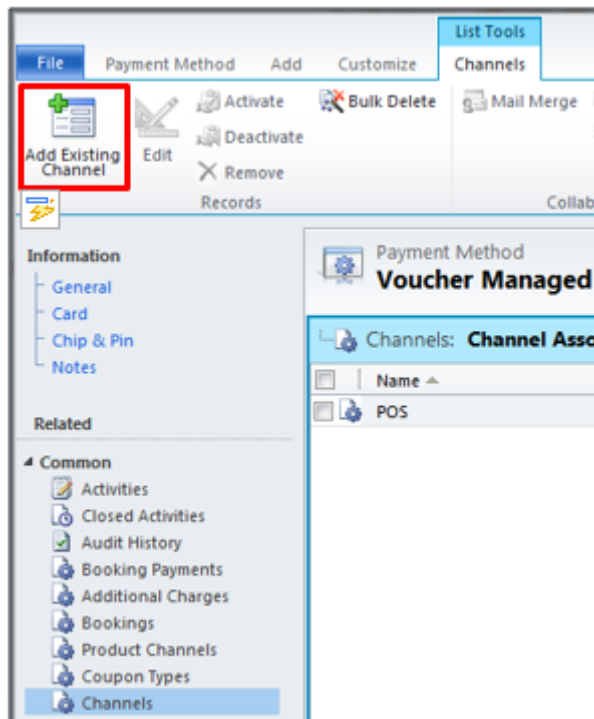 List Tools
File Payment Method Add Customize Channels
Add Existing Channel
Edit
Activate
Deactivate
Remove
Bulk Delete
Mail Merge
Records
Information
General
Card
Chip & Pin
Notes
Related
Common
Activities
Closed Activities
Audit History
Booking Payments
Additional Charges
Bookings
Product Channels
Coupon Types
Channels
Payment Method
Voucher Managed
Channels: Channel
Name
POS